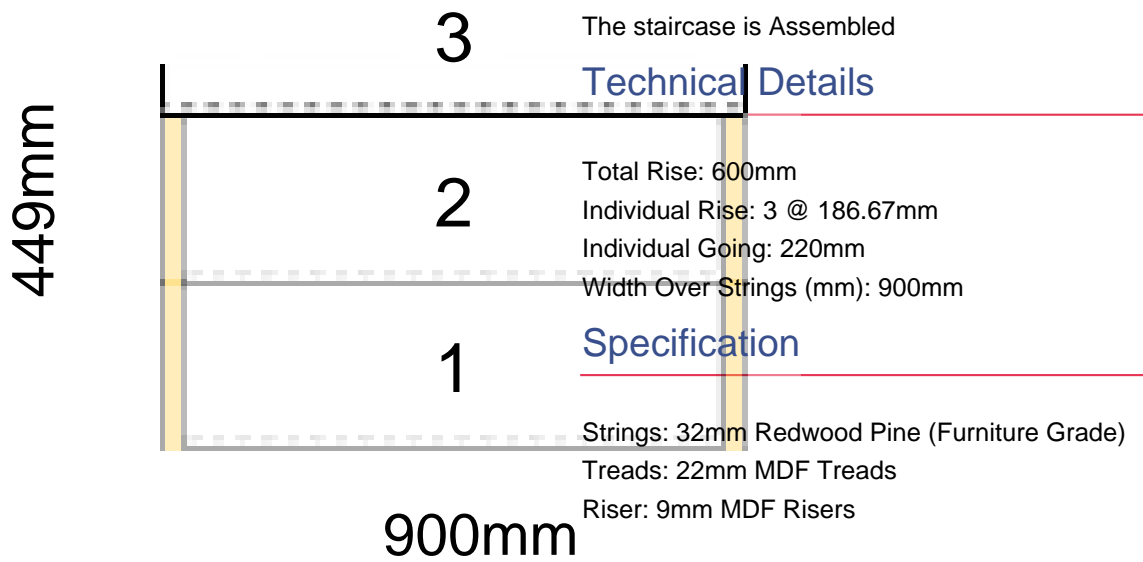 3
The staircase is Assembled
Technical Details
449mm
Total Rise: 600mm
2
Individual Rise: 3 @ 186.67mm
Individual Going: 220mm
Width Over Strings (mm): 900mm
Specification
1
Strings: 32mm Redwood Pine (Furniture Grade)
Treads: 22mm MDF Treads
Riser: 9mm MDF Risers
900mm